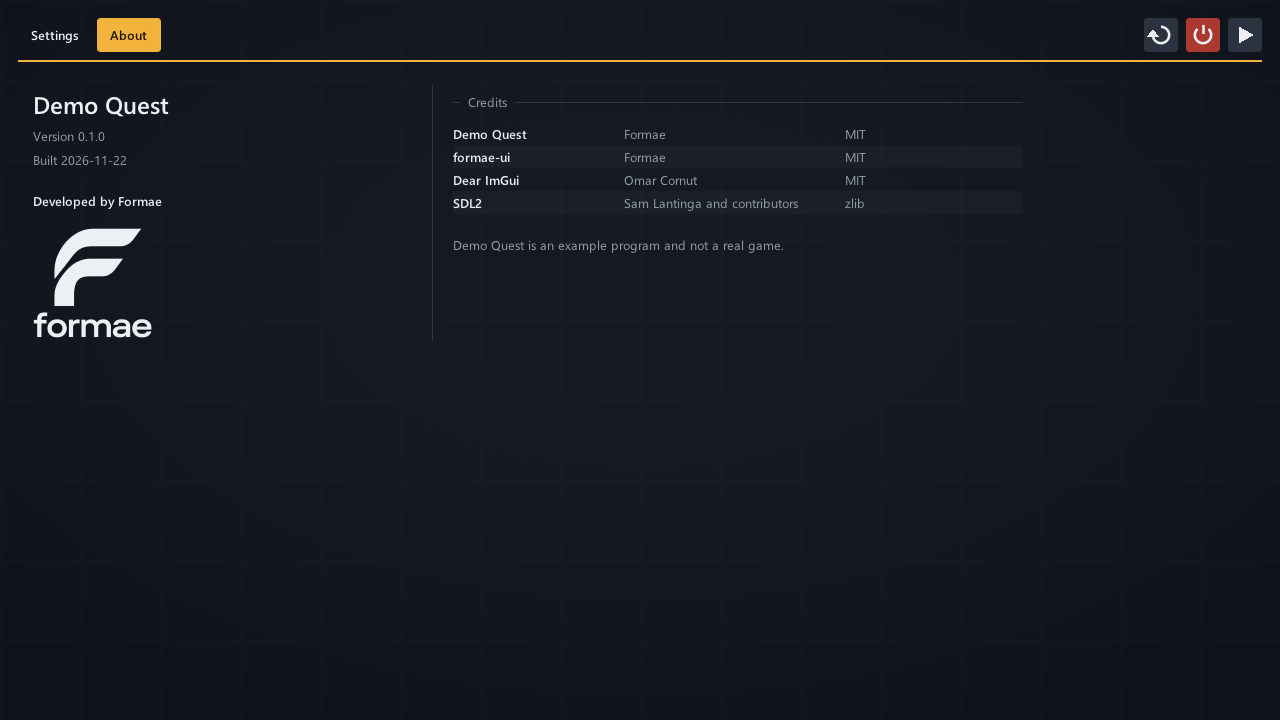 Settings About
Demo Quest
Version 0.1.0
Built 2026-11-22
Developed by Formae
formae
Credits
Demo Quest Formae MIT
formae-ui Formae MIT
Dear ImGui Omar Cornut MIT
SDL2 Sam Lantinga and contributors zlib
Demo Quest is an example program and not a real game.